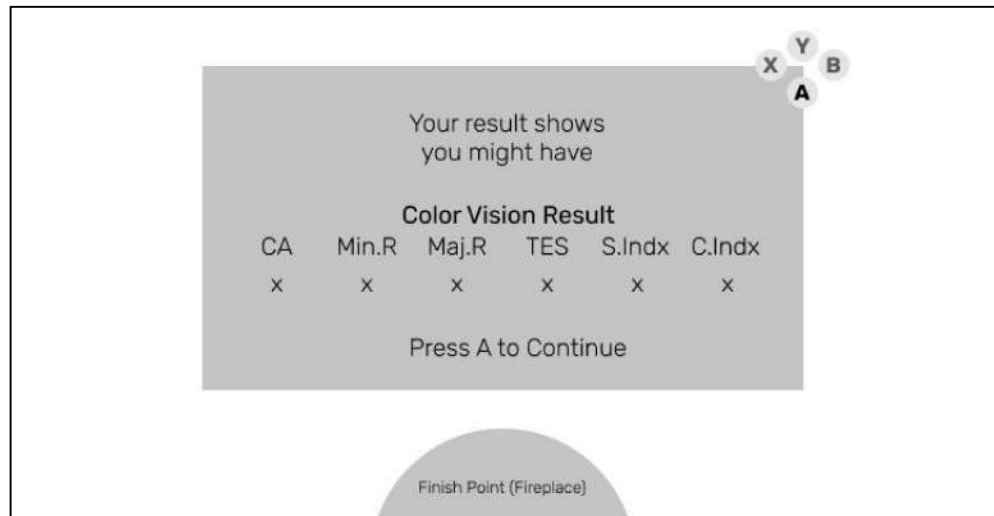 Y
X B
A
Your result shows
you might have
Color Vision Result
CA Min.R Maj.R TES S.Indx C.Indx
x x x x x x
Press A to Continue
Finish Point (Fireplace)